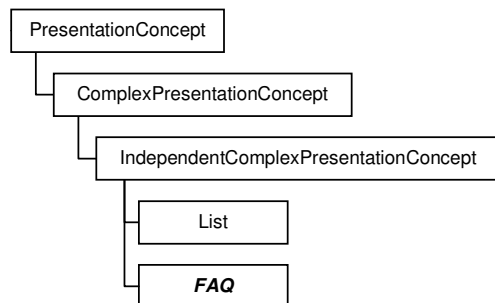 PresentationConcept
ComplexPresentationConcept
IndependentComplexPresentationConcept
List
FAQ